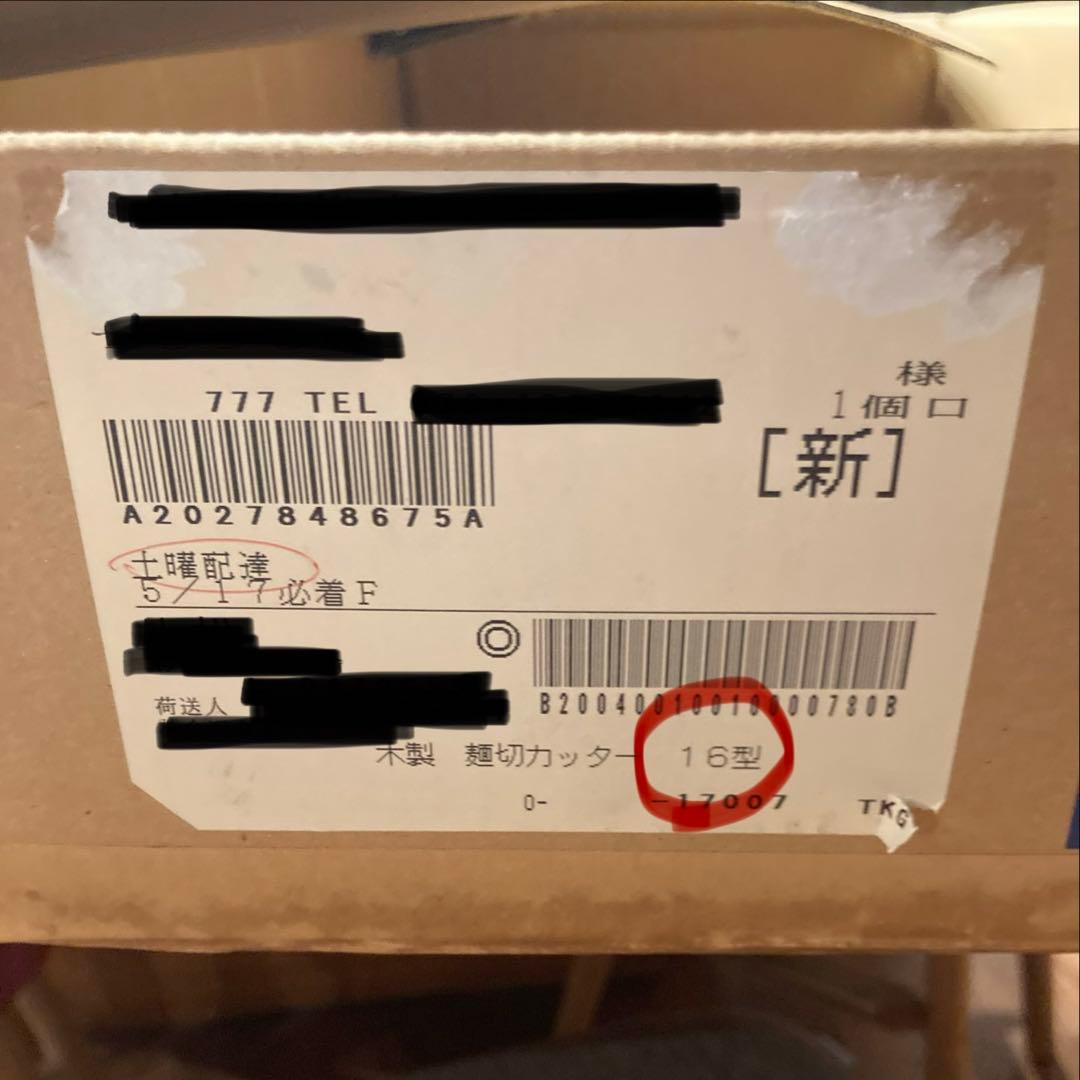 様
777 TEL
1個口
[新]
A2027848675A
土曜配達
5/17必着F
◎
B20040010010000780B
荷送人
木製 麺切カッター 16型
0- -17007 TKG